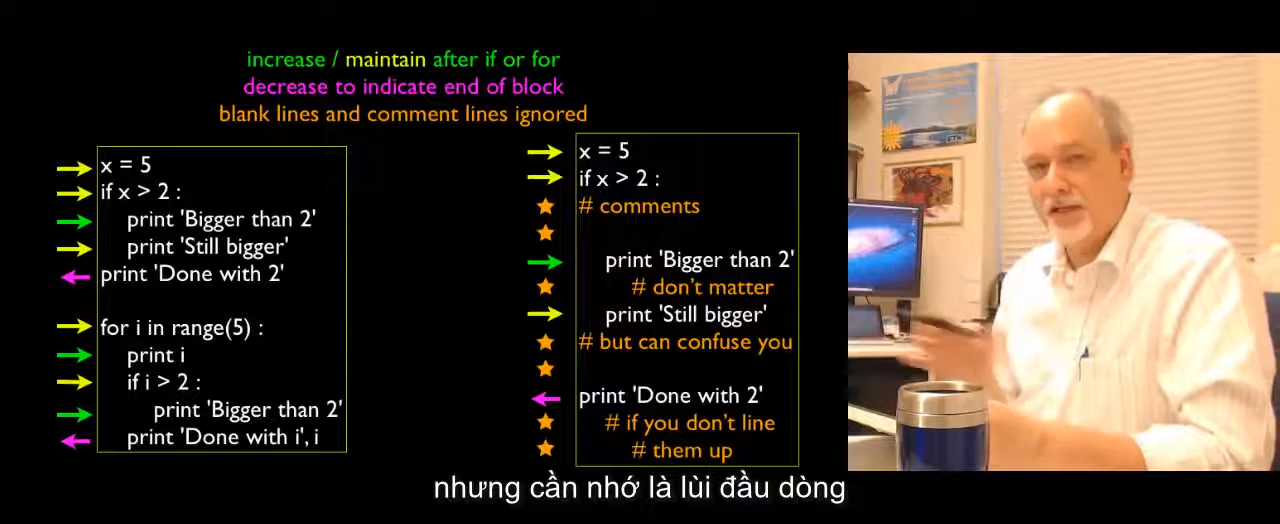 increase / maintain after if or for
decrease to indicate end of block
blank lines and comment lines ignored
x = 5
if x > 2 :
print 'Bigger than 2'
print 'Still bigger'
print 'Done with 2'
for i in range(5) :
print i
if i > 2 :
print 'Bigger than 2'
print 'Done with i', i
x = 5
if x > 2 :
# comments
print 'Bigger than 2'
# don't matter
print 'Still bigger'
# but can confuse you
print 'Done with 2'
# if you don't line
# them up
nhưng cần nhớ là lùi đầu dòng